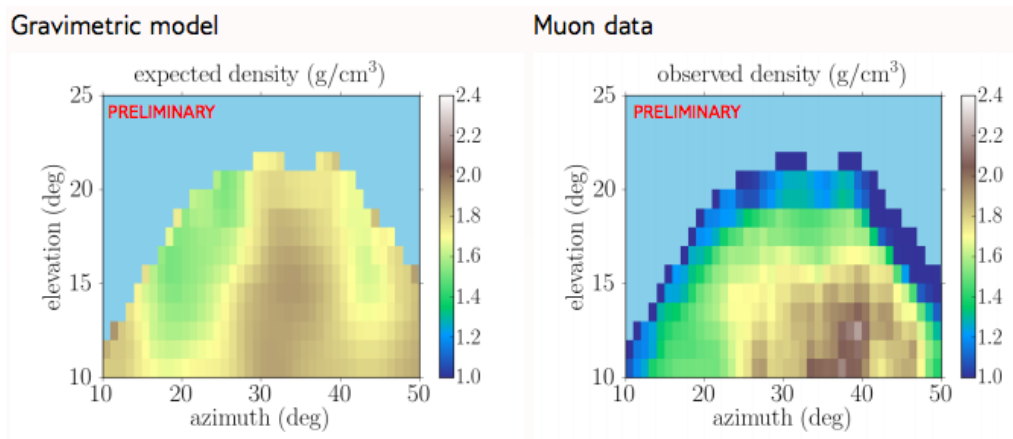 Gravimetric model
expected density (g/cm³)
PRELIMINARY
25
20
15
10
elevation (deg)
10 20 30 40 50
azimuth (deg)
2.4
2.2
2.0
1.8
1.6
1.4
1.2
1.0
Muon data
observed density (g/cm³)
PRELIMINARY
25
20
15
10
elevation (deg)
10 20 30 40 50
azimuth (deg)
2.4
2.2
2.0
1.8
1.6
1.4
1.2
1.0